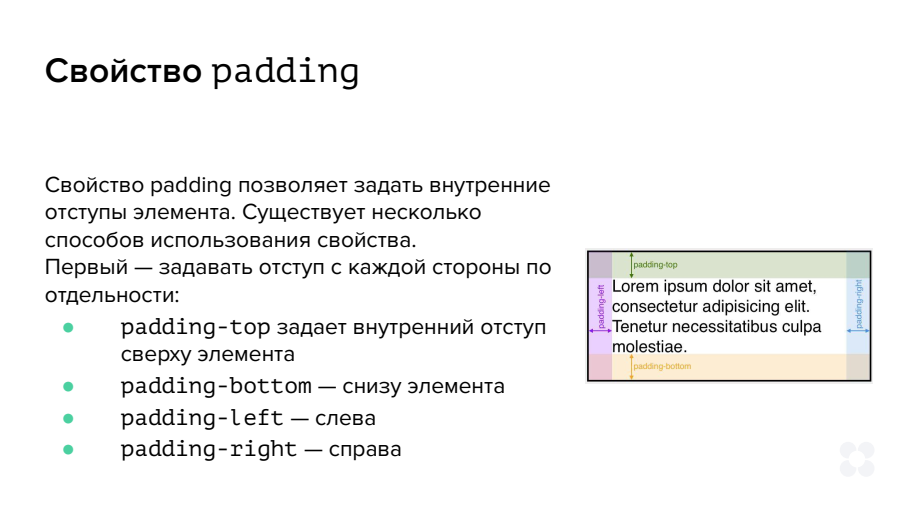 Свойство padding
Свойство padding позволяет задать внутренние
отступы элемента. Существует несколько
способов использования свойства.
Первый — задавать отступ с каждой стороны по
отдельности:
● padding-top задает внутренний отступ
сверху элемента
● padding-bottom — снизу элемента
● padding-left — слева
● padding-right — справа
padding-top
padding-left
Lorem ipsum dolor sit amet,
consectetur adipisicing elit.
Tenetur necessitatibus culpa
molestiae.
padding-right
padding-bottom